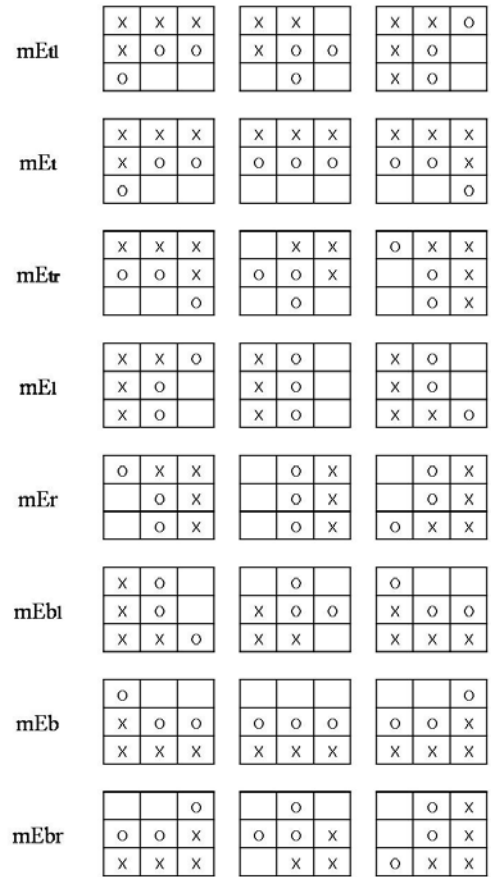 X X X X X X X O
mEtl X O O X O O X O
O O X O
X X X X X X X X X
mEt X O O O O O O O X
O O
X X X X X O X X
mEtr O O X O O X O X
O O O X
X X O X O X O
mEl X O X O X O
X O X O X X O
O X X O X O X
mEr O X O X O X
O X O X O X X
X O O O
mEbl X O X O O X O O
X X O X X X X X
O O
mEb X O O O O O O O X
X X X X X X X X X
O O O X
mEbr O O X O O X O X
X X X X X O X X